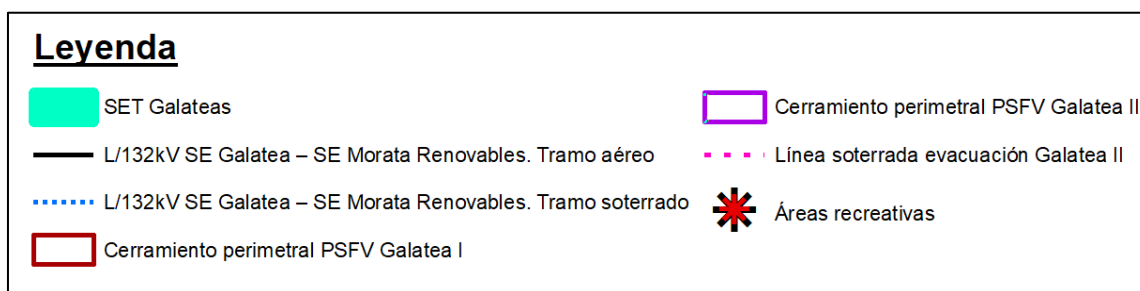 Leyenda
SET Galateas
L/132kV SE Galatea – SE Morata Renovables. Tramo aéreo
L/132kV SE Galatea – SE Morata Renovables. Tramo soterrado
Cerramiento perimetral PSFV Galatea I
Cerramiento perimetral PSFV Galatea II
Línea soterrada evacuación Galatea II
Áreas recreativas